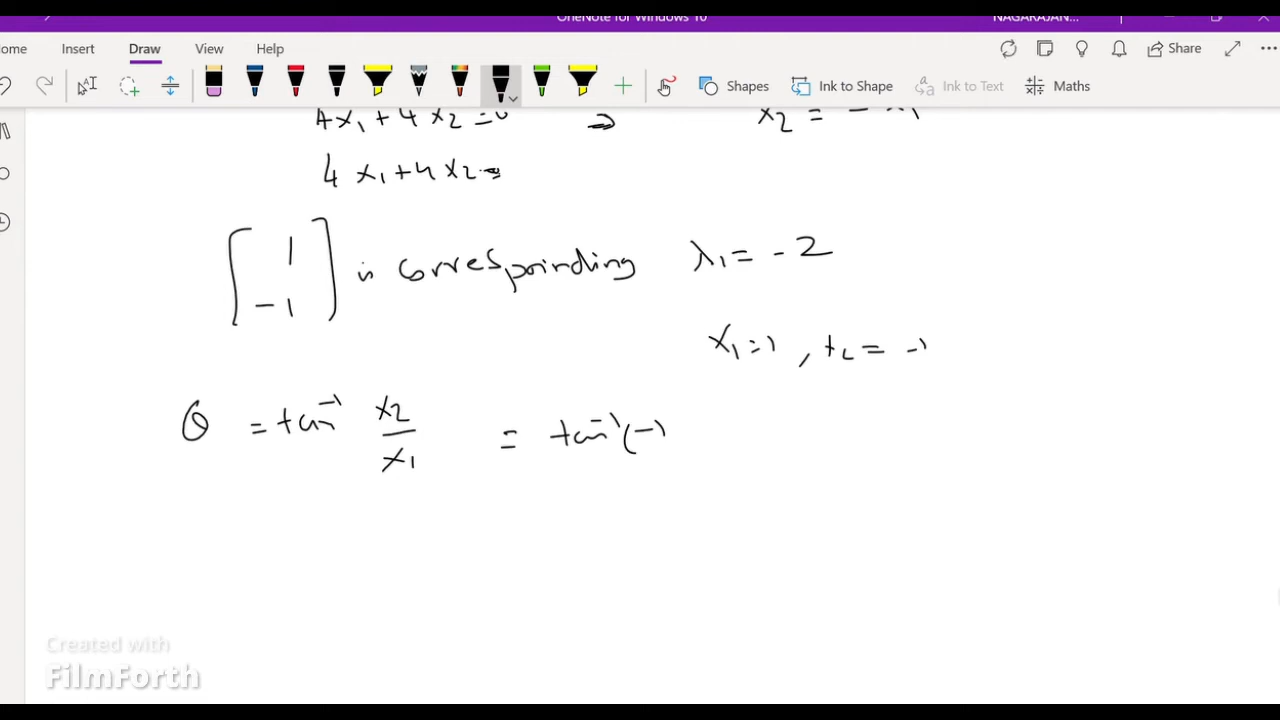 OneNote for Windows 10 NAGARAJAN...
ome Insert Draw View Help Share
Shapes Ink to Shape Ink to Text Maths
4x₁ + 4x₂ = 0 ⇒ x₂ = - x₁
4x₁ + 4x₂ =
[1 -1] is correspoinding λ₁ = -2
x₁ = 1, x₂ = -1
θ = tan⁻¹ x₂/x₁ = tan⁻¹(-1)
Created with
FilmForth